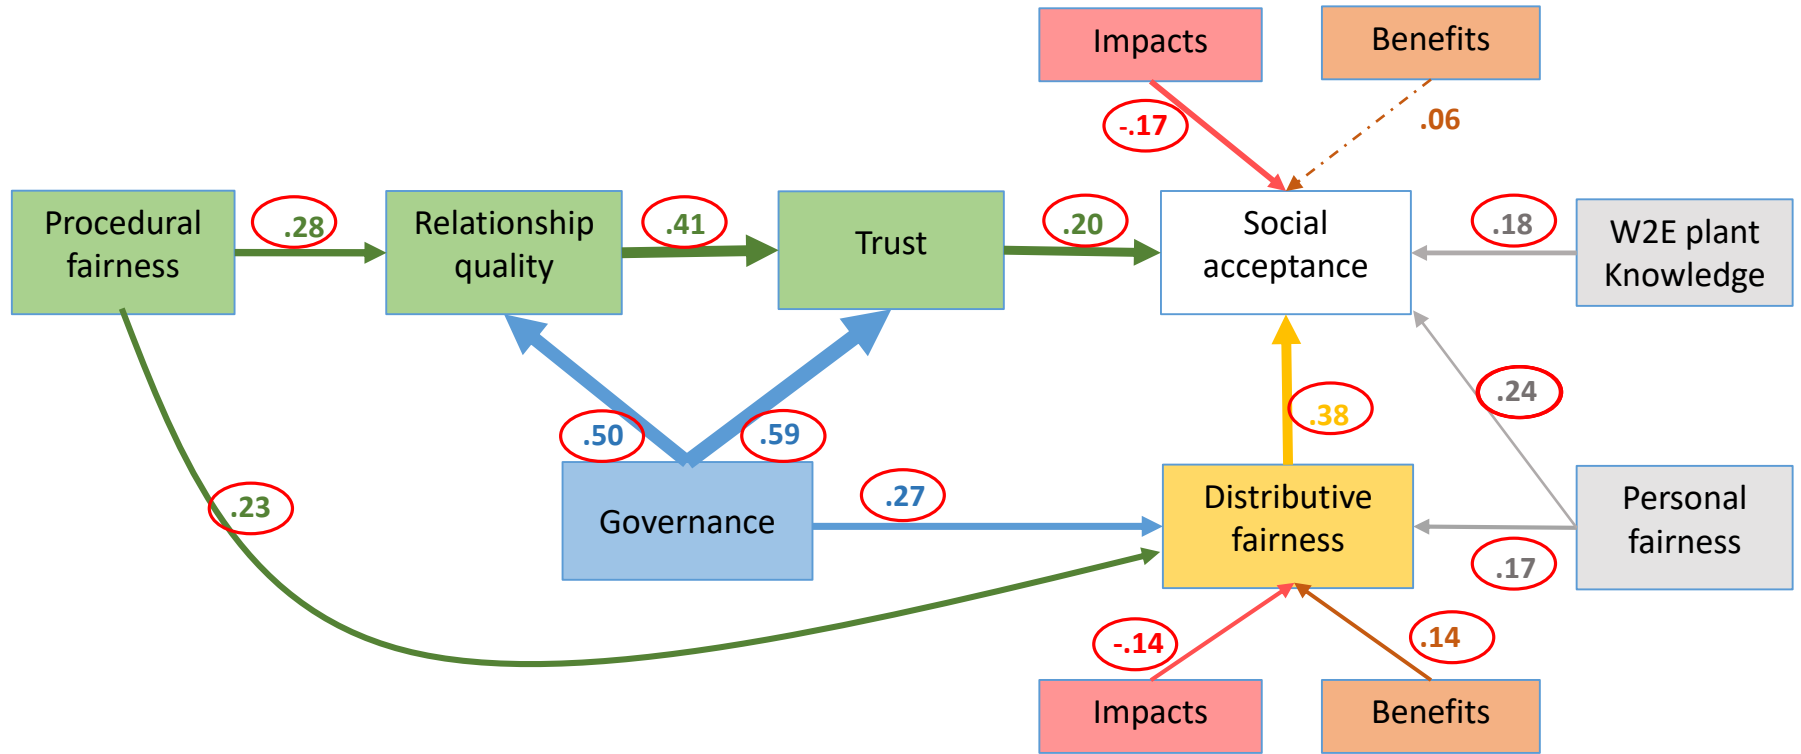 Impacts
Benefits
-.17
.06
Procedural
fairness
.28
Relationship
quality
.41
Trust
.20
Social
acceptance
.18
W2E plant
Knowledge
.24
.50
.59
.38
.23
Governance
.27
Distributive
fairness
.17
Personal
fairness
-.14
.14
Impacts
Benefits